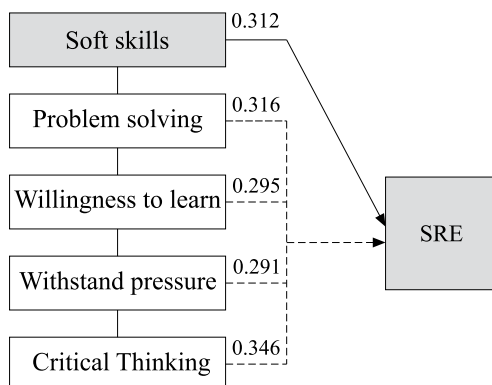 0.312
Soft skills
0.316
Problem solving
0.295
Willingness to learn
SRE
0.291
Withstand pressure
0.346
Critical Thinking